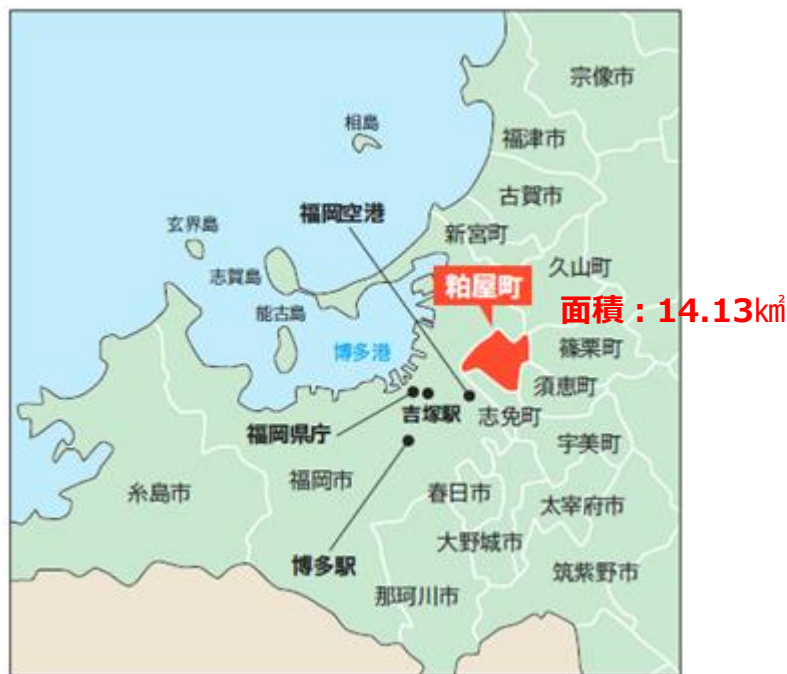 宗像市
相島
福津市
古賀市
福岡空港
玄界島
新宮町
志賀島
久山町
粕屋町
能古島
面積：14.13㎢
博多港
篠栗町
須恵町
吉塚駅
志免町
福岡県庁
宇美町
福岡市
糸島市
春日市
太宰府市
大野城市
博多駅
筑紫野市
那珂川市